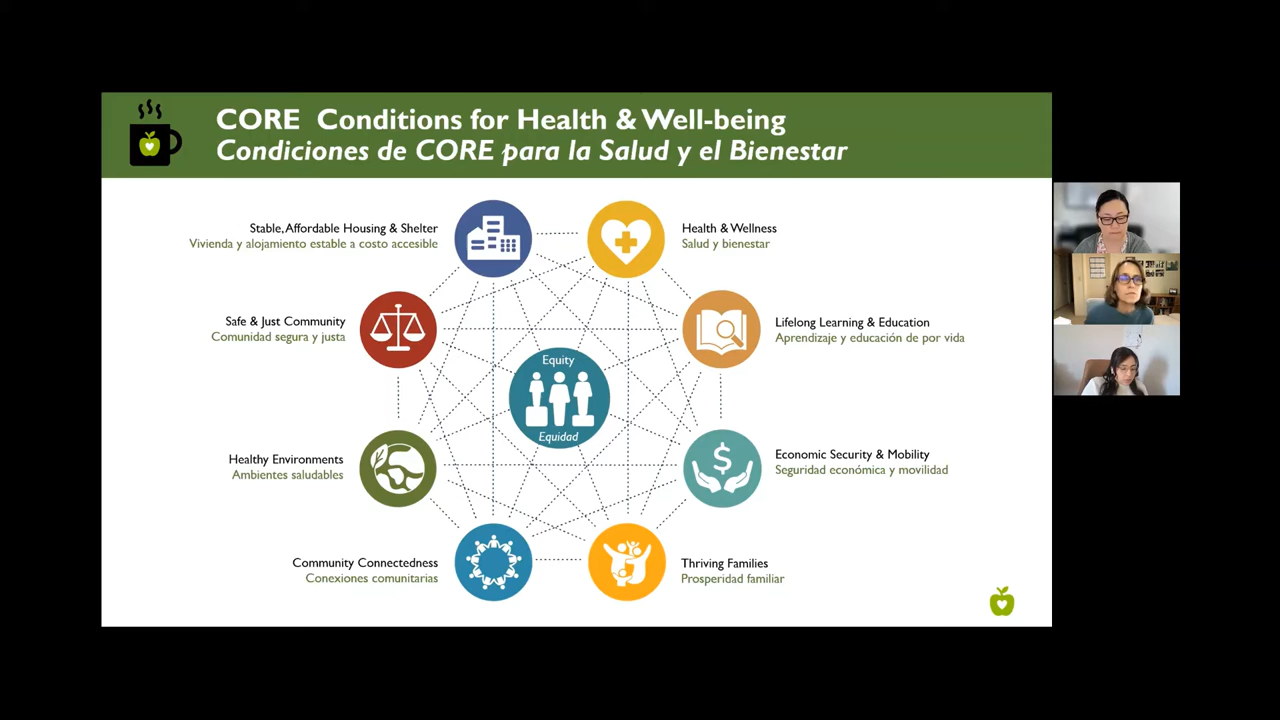 CORE Conditions for Health & Well-being
Condiciones de CORE para la Salud y el Bienestar
Stable, Affordable Housing & Shelter
Vivienda y alojamiento estable a costo accesible
Health & Wellness
Salud y bienestar
Safe & Just Community
Comunidad segura y justa
Lifelong Learning & Education
Aprendizaje y educación de por vida
Equity
Equidad
Healthy Environments
Ambientes saludables
Economic Security & Mobility
Seguridad económica y movilidad
$
Community Connectedness
Conexiones comunitarias
Thriving Families
Prosperidad familiar